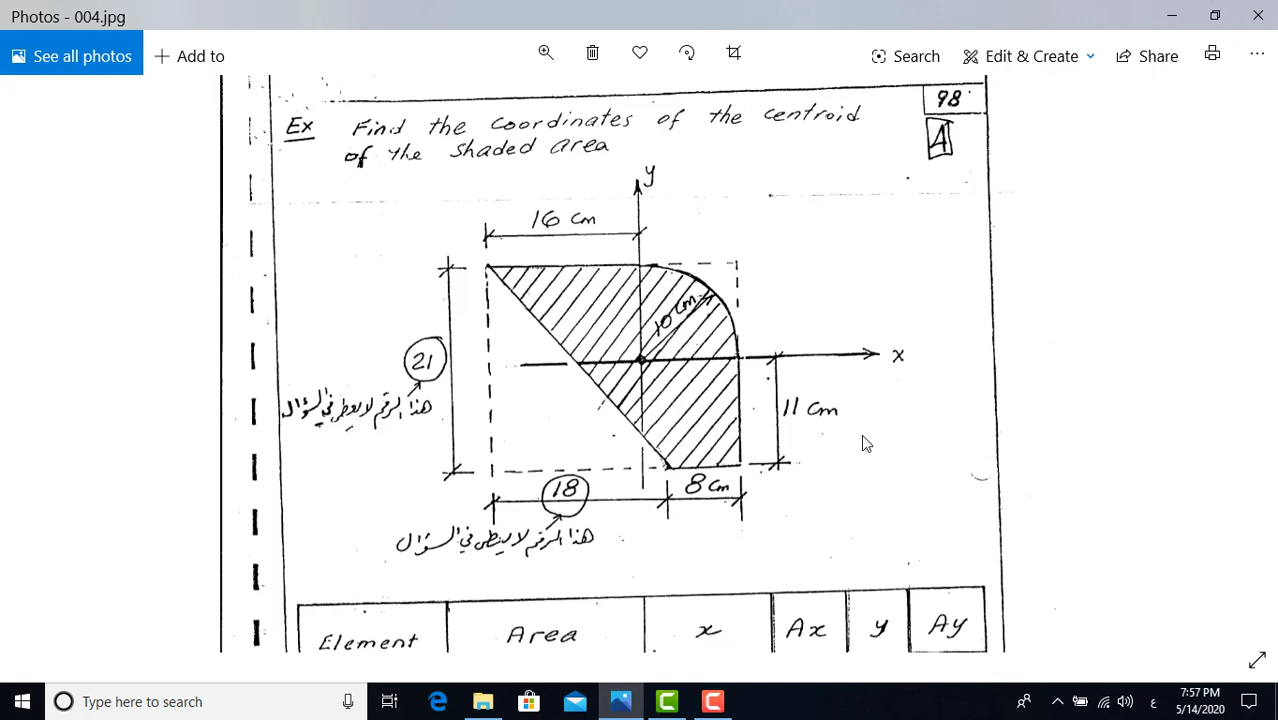 Photos - 004.jpg
See all photos
Add to
Search
Edit & Create
Share
98
Ex Find the coordinates of the centroid
of the shaded area
A
y
16 cm
10 cm
x
21
هذا الرقم لا يعطى في السؤال
11 cm
18
8 cm
هذا الرقم لا يعطى في السؤال
Element
Area
x
Ax
y
Ay
Type here to search
ع
7:57 PM
5/14/2020